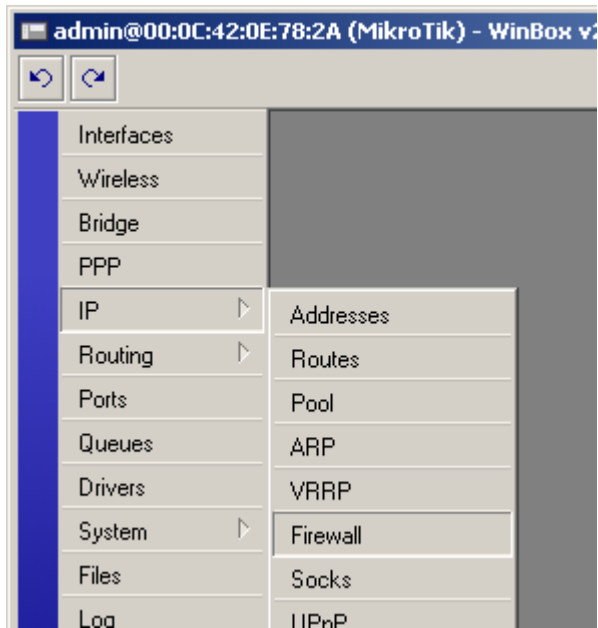 admin@00:0C:42:0E:78:2A (MikroTik) - WinBox v2
Interfaces
Wireless
Bridge
PPP
IP
Routing
Ports
Queues
Drivers
System
Files
Log
Addresses
Routes
Pool
ARP
VRRP
Firewall
Socks
UPnP